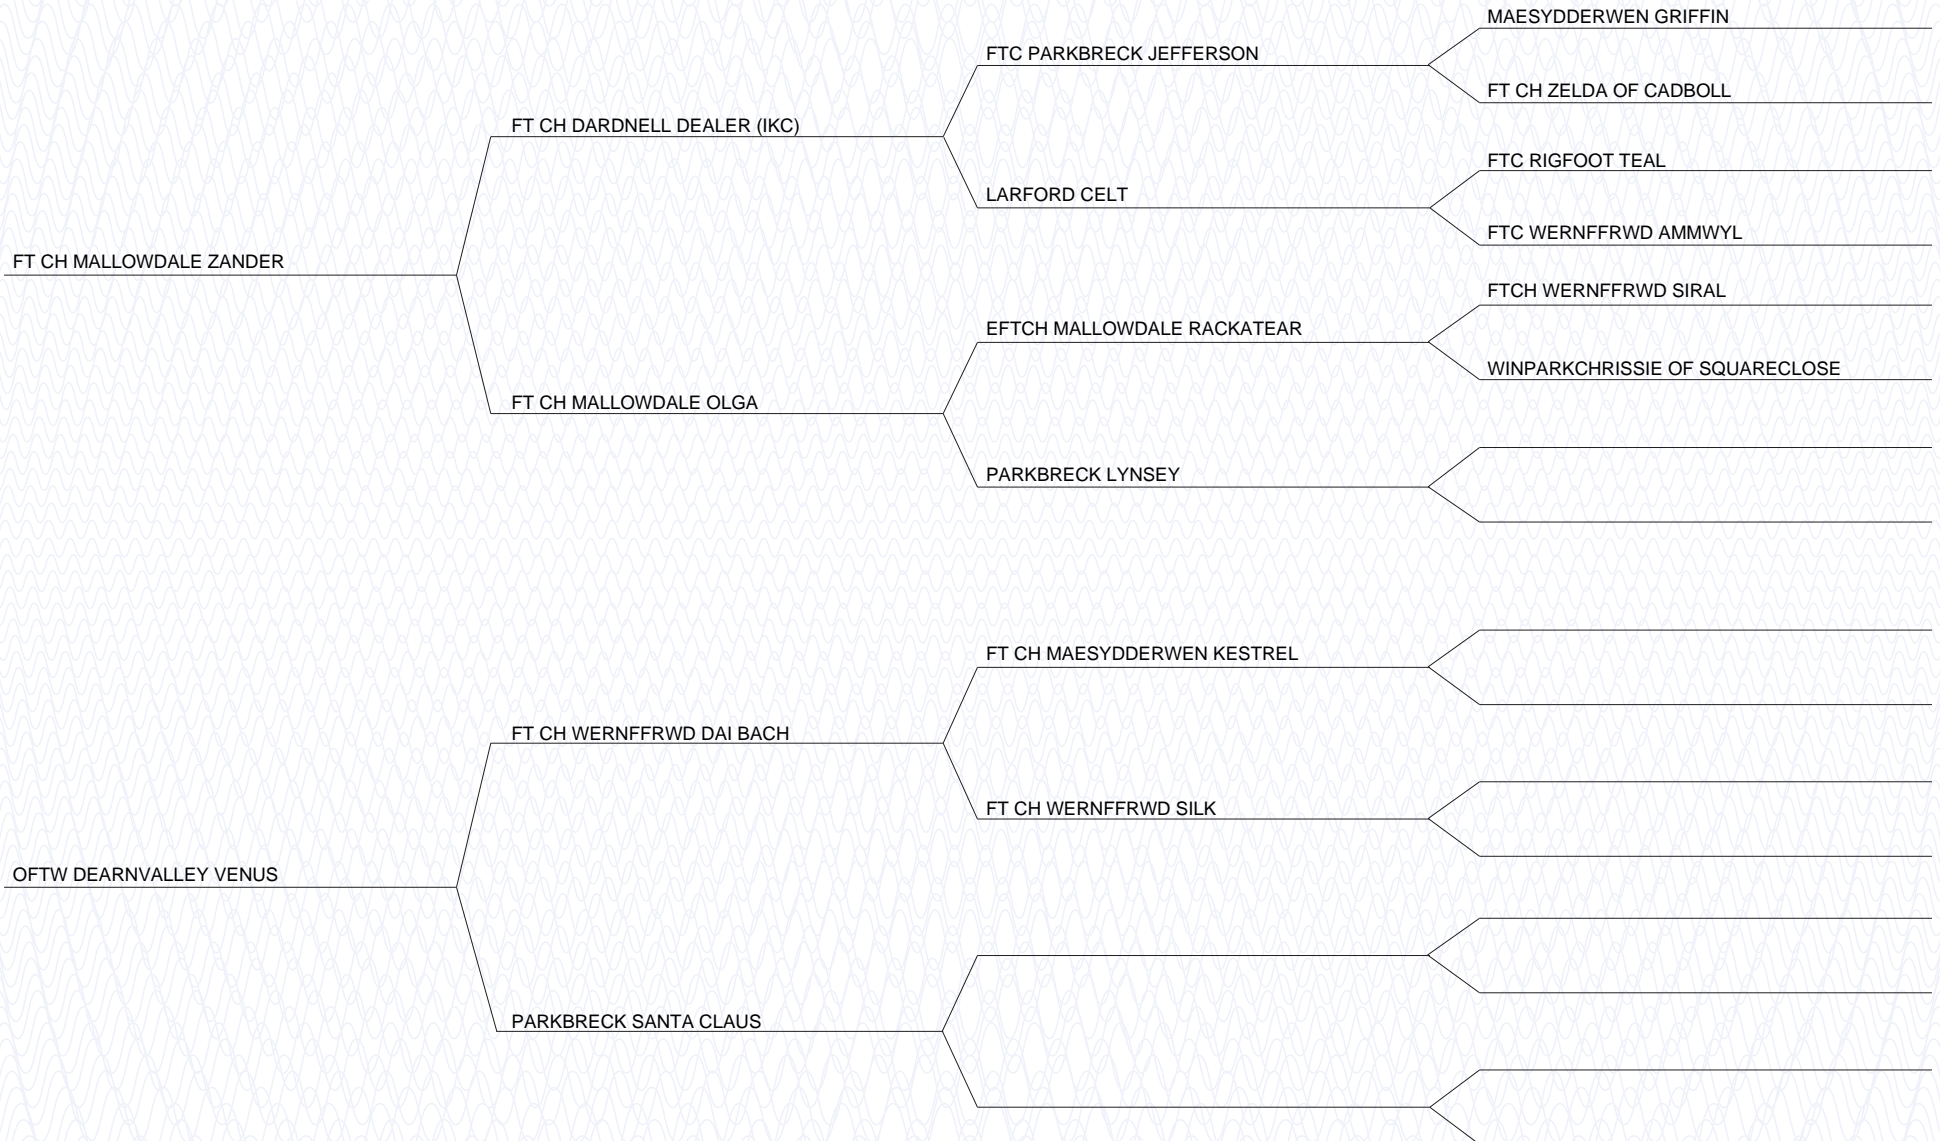 MAESYDDERWEN GRIFFIN
FTC PARKBRECK JEFFERSON
FT CH ZELDA OF CADBOLL
FT CH DARDNELL DEALER (IKC)
FTC RIGFOOT TEAL
LARFORD CELT
FTC WERNFFRWD AMMWYL
FT CH MALLOWDALE ZANDER
FTCH WERNFFRWD SIRAL
EFTCH MALLOWDALE RACKATEAR
WINPARKCHRISSIE OF SQUARECLOSE
FT CH MALLOWDALE OLGA
PARKBRECK LYNSEY
FT CH MAESYDDERWEN KESTREL
FT CH WERNFFRWD DAI BACH
FT CH WERNFFRWD SILK
OFTW DEARNVALLEY VENUS
PARKBRECK SANTA CLAUS